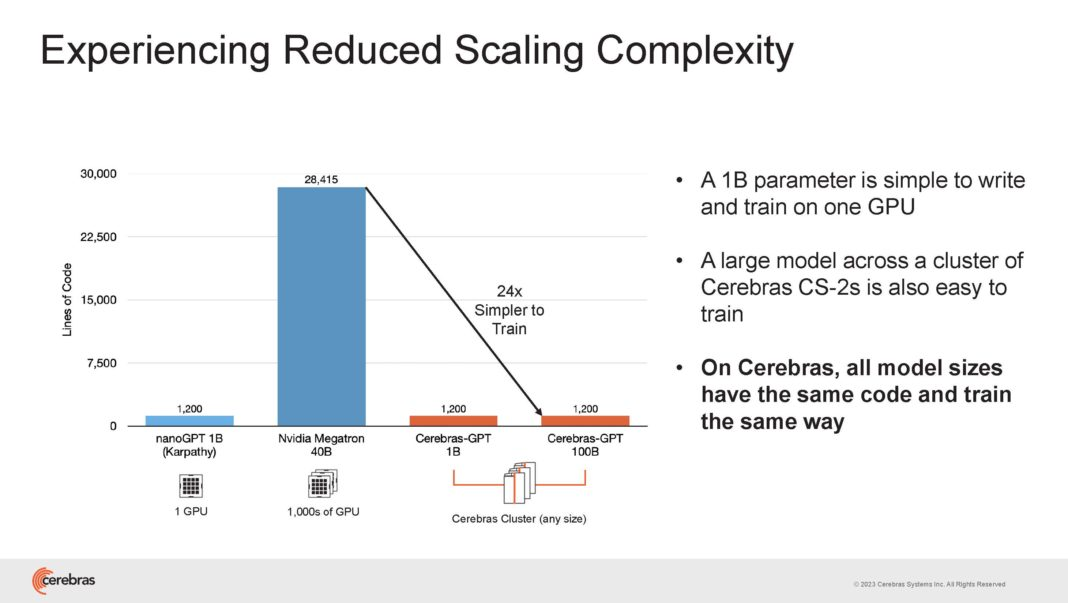 Experiencing Reduced Scaling Complexity
30,000
22,500
15,000
7,500
0
Lines of Code
1,200
28,415
1,200
1,200
24x
Simpler to
Train
nanoGPT 1B
(Karpathy)
Nvidia Megatron
40B
Cerebras-GPT
1B
Cerebras-GPT
100B
1 GPU
1,000s of GPU
Cerebras Cluster (any size)
• A 1B parameter is simple to write
and train on one GPU
• A large model across a cluster of
Cerebras CS-2s is also easy to
train
• On Cerebras, all model sizes
have the same code and train
the same way
cerebras
© 2023 Cerebras Systems Inc. All Rights Reserved